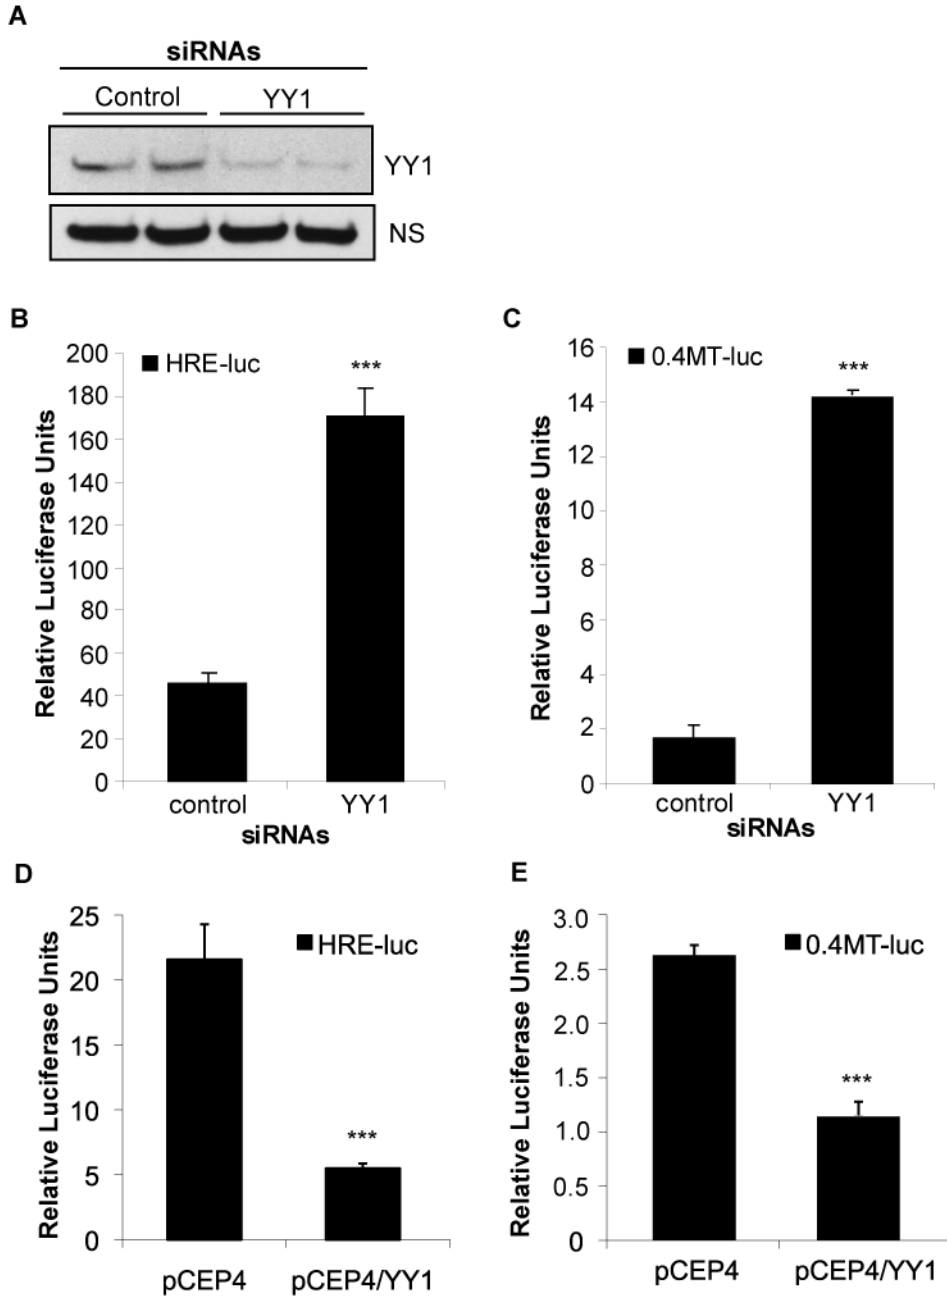 A
siRNAs
Control YY1
YY1
NS
B
HRE-luc
***
Relative Luciferase Units
200
180
160
140
120
100
80
60
40
20
0
control YY1
siRNAs
C
0.4MT-luc
***
Relative Luciferase Units
16
14
12
10
8
6
4
2
0
control YY1
siRNAs
D
HRE-luc
***
Relative Luciferase Units
25
20
15
10
5
0
pCEP4 pCEP4/YY1
E
0.4MT-luc
***
Relative Luciferase Units
3.0
2.5
2.0
1.5
1.0
0.5
0
pCEP4 pCEP4/YY1